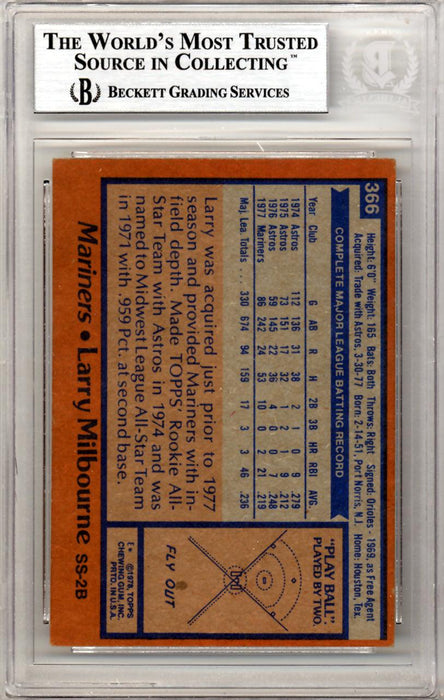 THE WORLD'S MOST TRUSTED
SOURCE IN COLLECTING™
B BECKETT GRADING SERVICES
366
Height: 6'0" Weight: 165 Bats: Both Throws: Right Signed: Orioles - 1969, as Free Agent
Acquired: Trade with Astros, 3-30-77 Born: 2-14-51, Port Norris, N.J. Home: Houston, Tex.
COMPLETE MAJOR LEAGUE BATTING RECORD
Year Club G AB R H 2B 3B HR RBI AVG.
1974 Astros 112 136 31 38 2 1 0 9 .279
1975 Astros 73 151 17 32 1 2 1 9 .212
1976 Astros 59 145 22 36 4 0 0 7 .248
1977 Mariners 86 242 24 53 10 0 2 21 .219
Maj. Lea. Totals 330 674 94 159 17 3 3 46 .236
Larry was acquired just prior to 1977
season and provided Mariners with in-
field depth. Made TOPPS' Rookie All-
Star Team with Astros in 1974 and was
named to Midwest League All-Star Team
in 1971 with .959 Pct. at second base.
"PLAY BALL"
PLAYED BY TWO.
FLY OUT
E* ©1978 TOPPS
CHEWING GUM, INC.
PRTD. IN U.S.A.
Mariners • Larry Milbourne SS-2B